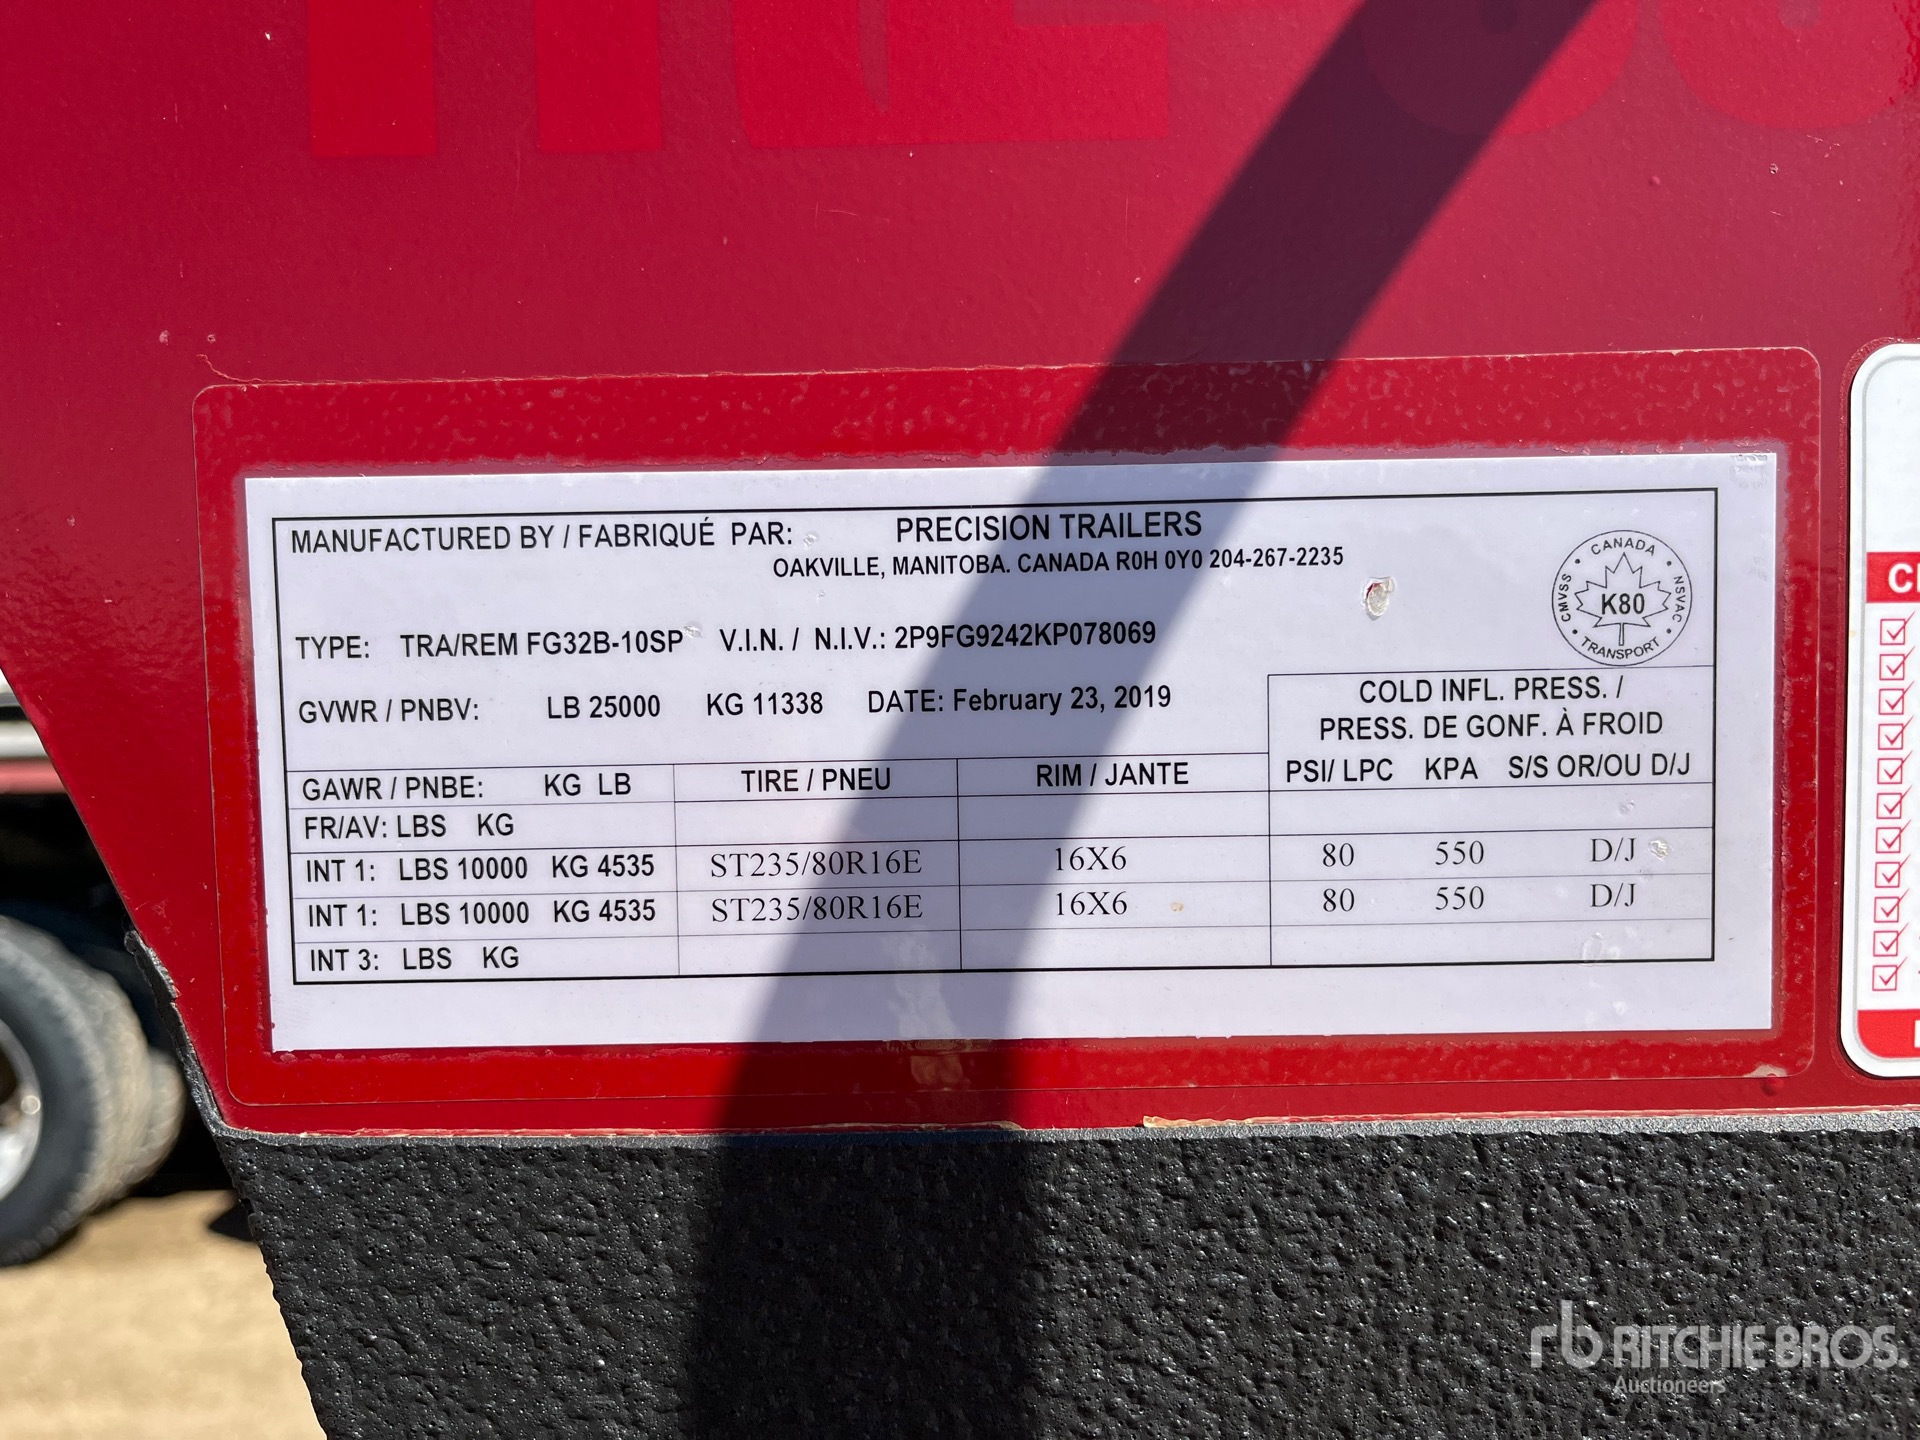 MANUFACTURED BY / FABRIQUÉ PAR: PRECISION TRAILERS
OAKVILLE, MANITOBA. CANADA R0H 0Y0 204-267-2235
CANADA
CMVSS K80 NSVAC
TRANSPORT
TYPE: TRA/REM FG32B-10SP V.I.N. / N.I.V.: 2P9FG9242KP078069
GVWR / PNBV: LB 25000 KG 11338 DATE: February 23, 2019
COLD INFL. PRESS. /
PRESS. DE GONF. À FROID
GAWR / PNBE: KG LB TIRE / PNEU RIM / JANTE PSI/ LPC KPA S/S OR/OU D/J
FR/AV: LBS KG
INT 1: LBS 10000 KG 4535 ST235/80R16E 16X6 80 550 D/J
INT 1: LBS 10000 KG 4535 ST235/80R16E 16X6 80 550 D/J
INT 3: LBS KG
rb RITCHIE BROS.
Auctioneers